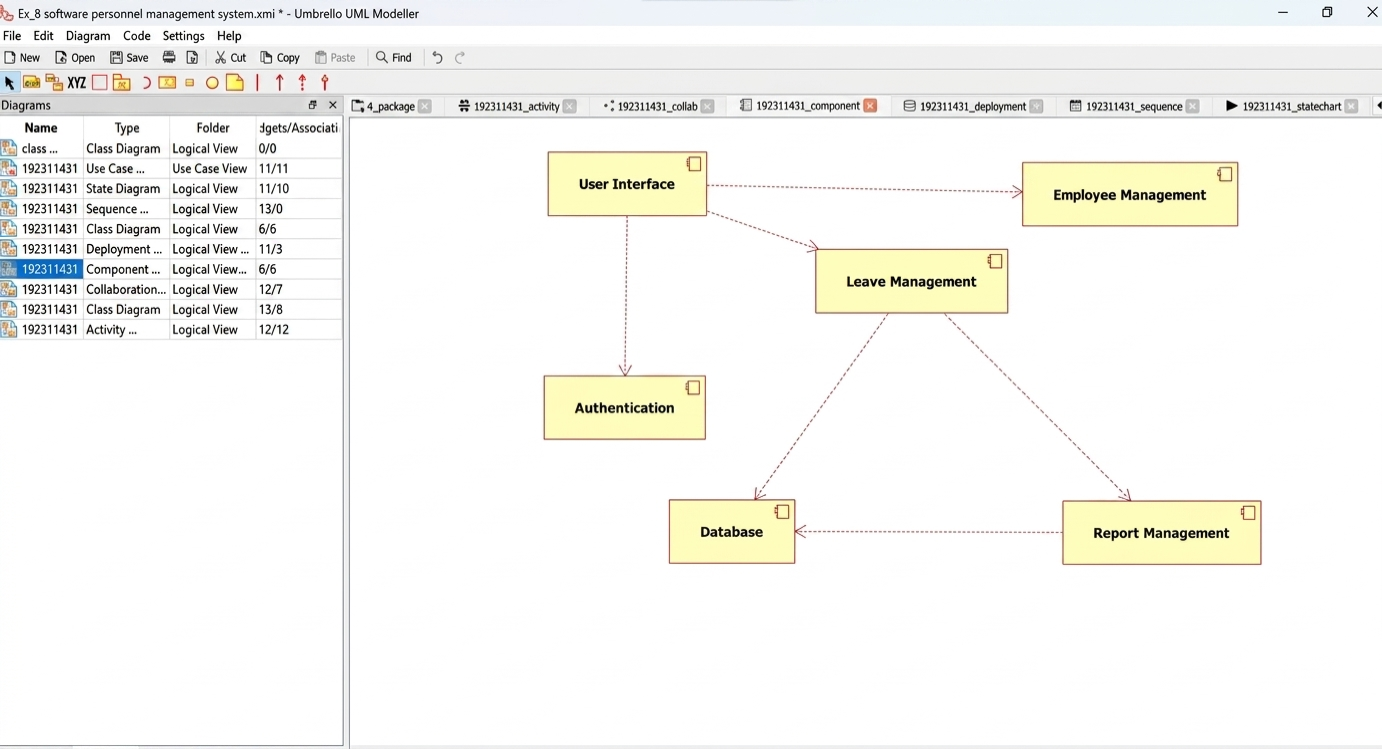 Ex_8 software personnel management system.xmi * - Umbrello UML Modeller
File Edit Diagram Code Settings Help
New Open Save Cut Copy Paste Find
XYZ
Diagrams
4_package 192311431_activity 192311431_collab 192311431_component 192311431_deployment 192311431_sequence 192311431_statechart
Name Type Folder dgets/Associati
class ... Class Diagram Logical View 0/0
192311431 Use Case ... Use Case View 11/11
192311431 State Diagram Logical View 11/10
192311431 Sequence ... Logical View 13/0
192311431 Class Diagram Logical View 6/6
192311431 Deployment ... Logical View ... 11/3
192311431 Component ... Logical View... 6/6
192311431 Collaboration... Logical View 12/7
192311431 Class Diagram Logical View 13/8
192311431 Activity ... Logical View 12/12
User Interface
Employee Management
Leave Management
Authentication
Database
Report Management